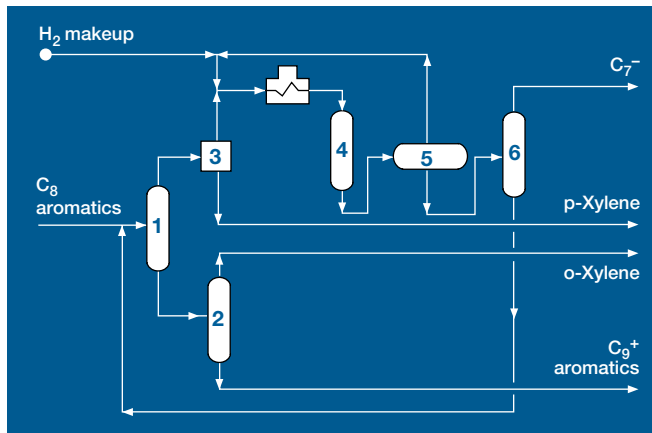 H₂ makeup
C₇⁻
3
4
5
6
C₈
aromatics
1
p-Xylene
o-Xylene
2
C₉⁺
aromatics